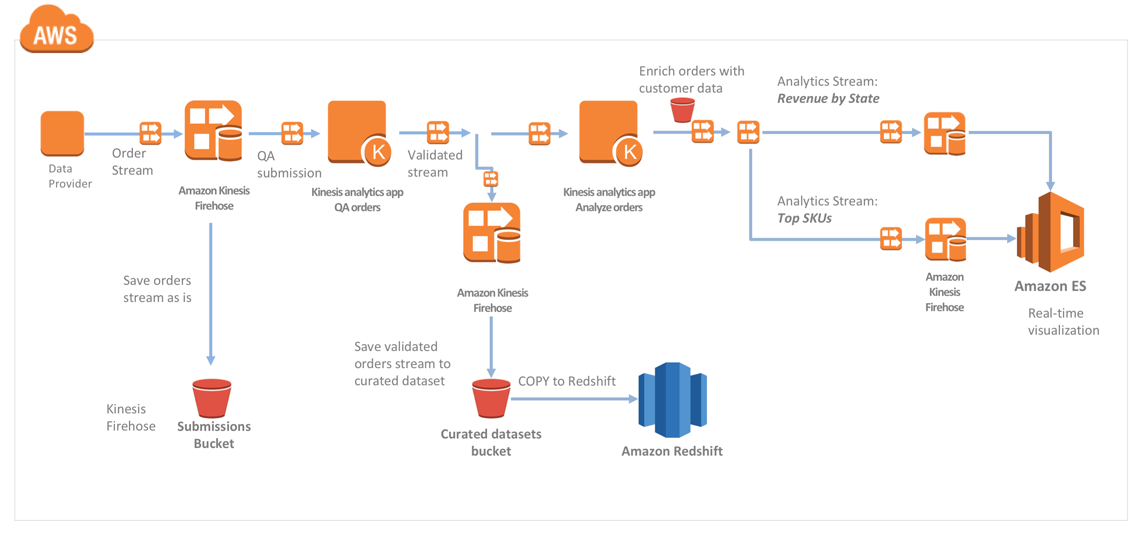 AWS
Enrich orders with
customer data
Analytics Stream:
Revenue by State
Data
Provider
Order
Stream
Amazon Kinesis
Firehose
QA
submission
K
Kinesis analytics app
QA orders
Validated
stream
K
Kinesis analytics app
Analyze orders
Analytics Stream:
Top SKUs
Amazon
Kinesis
Firehose
Amazon ES
Real-time
visualization
Save orders
stream as is
Amazon Kinesis
Firehose
Save validated
orders stream to
curated dataset
COPY to Redshift
Kinesis
Firehose
Submissions
Bucket
Curated datasets
bucket
Amazon Redshift